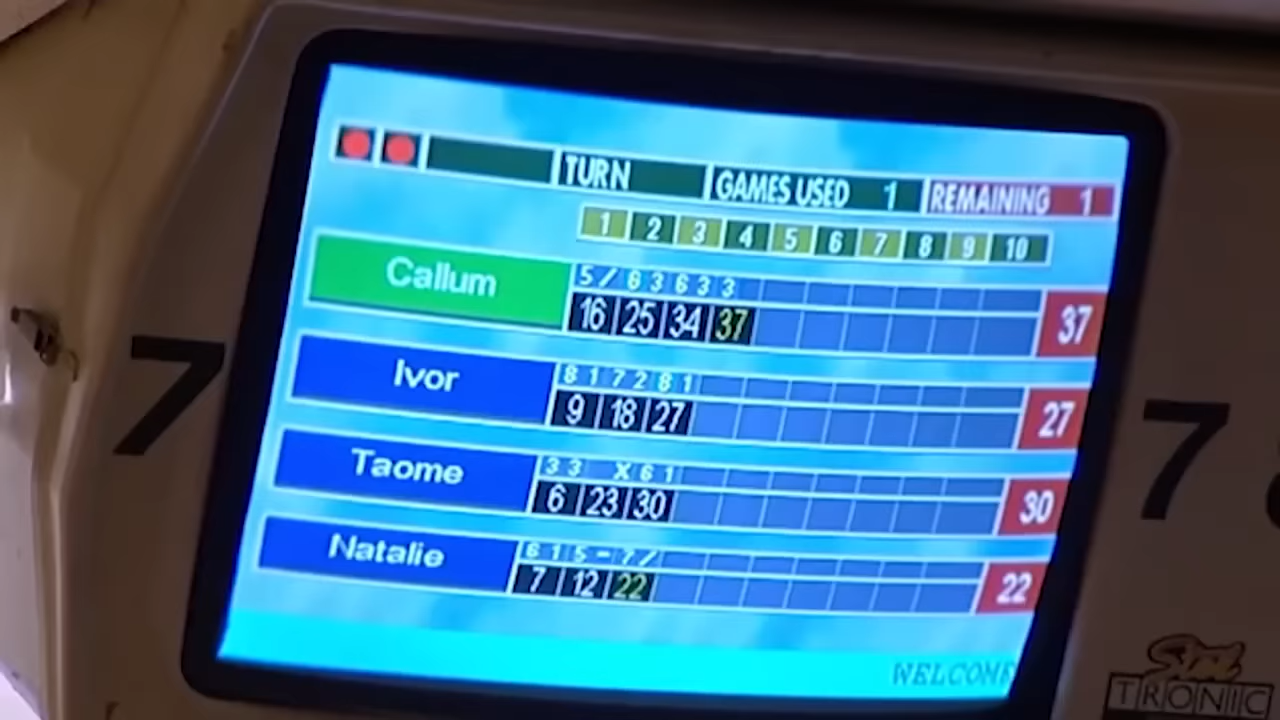 TURN GAMES USED 1 REMAINING 1
1 2 3 4 5 6 7 8 9 10
Callum 5 / 6 3 6 3 3
16 25 34 37 37
Ivor 8 1 7 2 8 1
9 18 27 27
Taome 3 3 X 6 1
6 23 30 30
Natalie 6 1 5 - 7 /
7 12 22 22
WELCOME
7
7
TRONIC